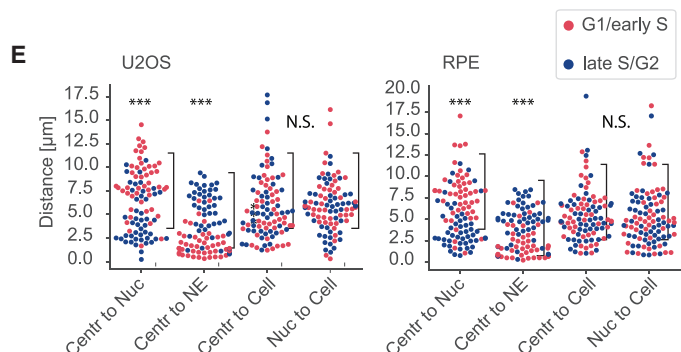 E
G1/early S
late S/G2
U2OS
Distance [µm]
17.5
15.0
12.5
10.0
7.5
5.0
2.5
0.0
***
***
N.S.
Centr to Nuc
Centr to NE
Centr to Cell
Nuc to Cell
RPE
20.0
17.5
15.0
12.5
10.0
7.5
5.0
2.5
0.0
***
***
N.S.
Centr to Nuc
Centr to NE
Centr to Cell
Nuc to Cell